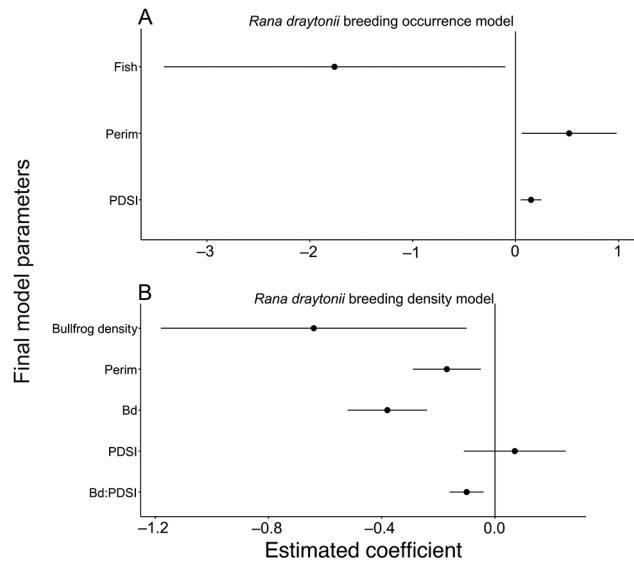 A
Rana draytonii breeding occurrence model
Fish
Perim
PDSI
−3 −2 −1 0 1
Final model parameters
B
Rana draytonii breeding density model
Bullfrog density
Perim
Bd
PDSI
Bd:PDSI
−1.2 −0.8 −0.4 0.0
Estimated coefficient